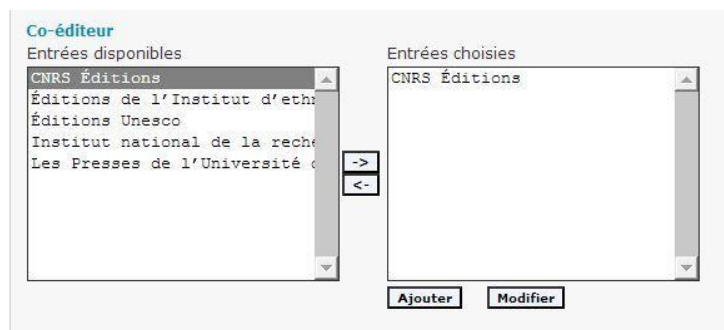 Co-éditeur
Entrées disponibles
CNRS Éditions
Éditions de l'Institut d'ethn
Éditions Unesco
Institut national de la reche
Les Presses de l'Université
->
<-
Entrées choisies
CNRS Éditions
Ajouter Modifier